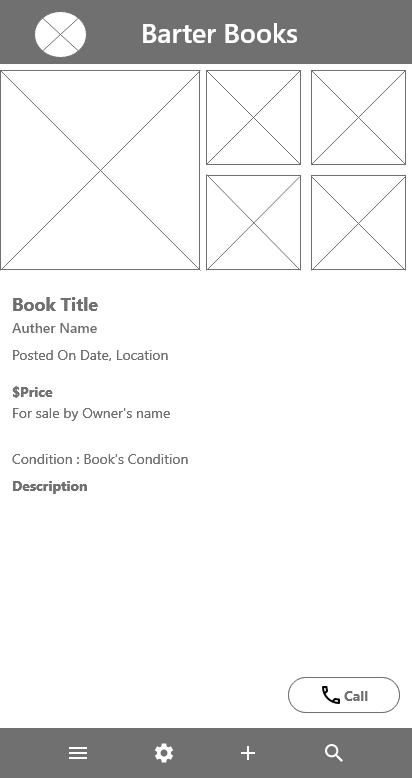 Barter Books
Book Title
Auther Name
Posted On Date, Location
$Price
For sale by Owner's name
Condition : Book's Condition
Description
Call